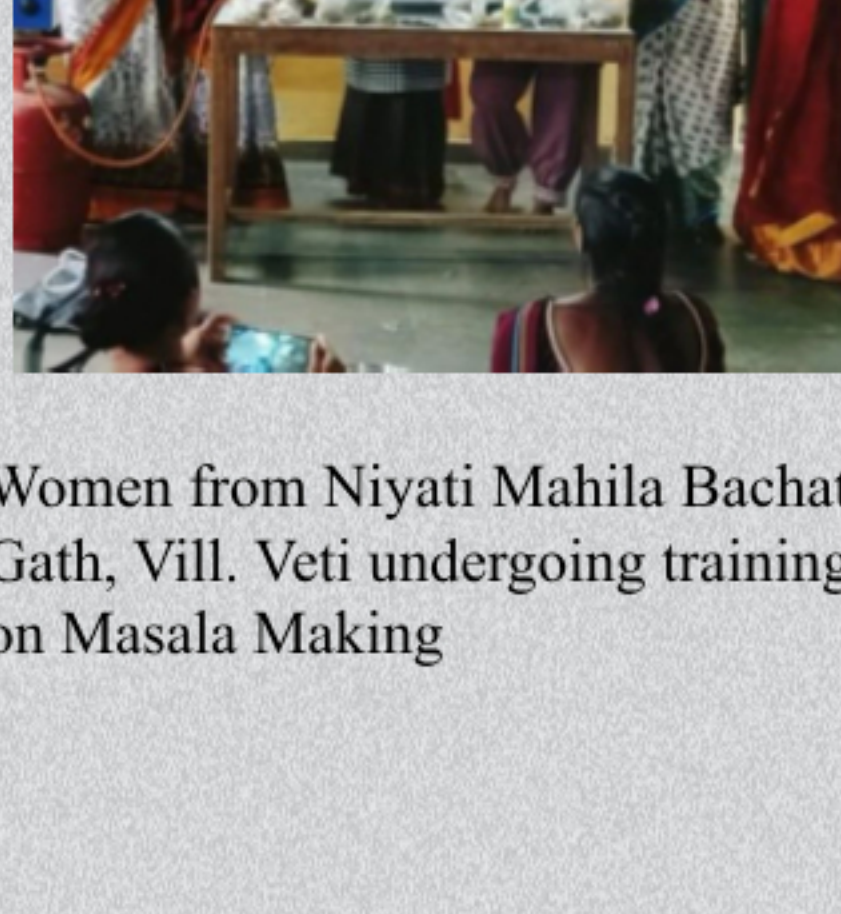 Women from Niyati Mahila Bachat
Gath, Vill. Veti undergoing training
on Masala Making